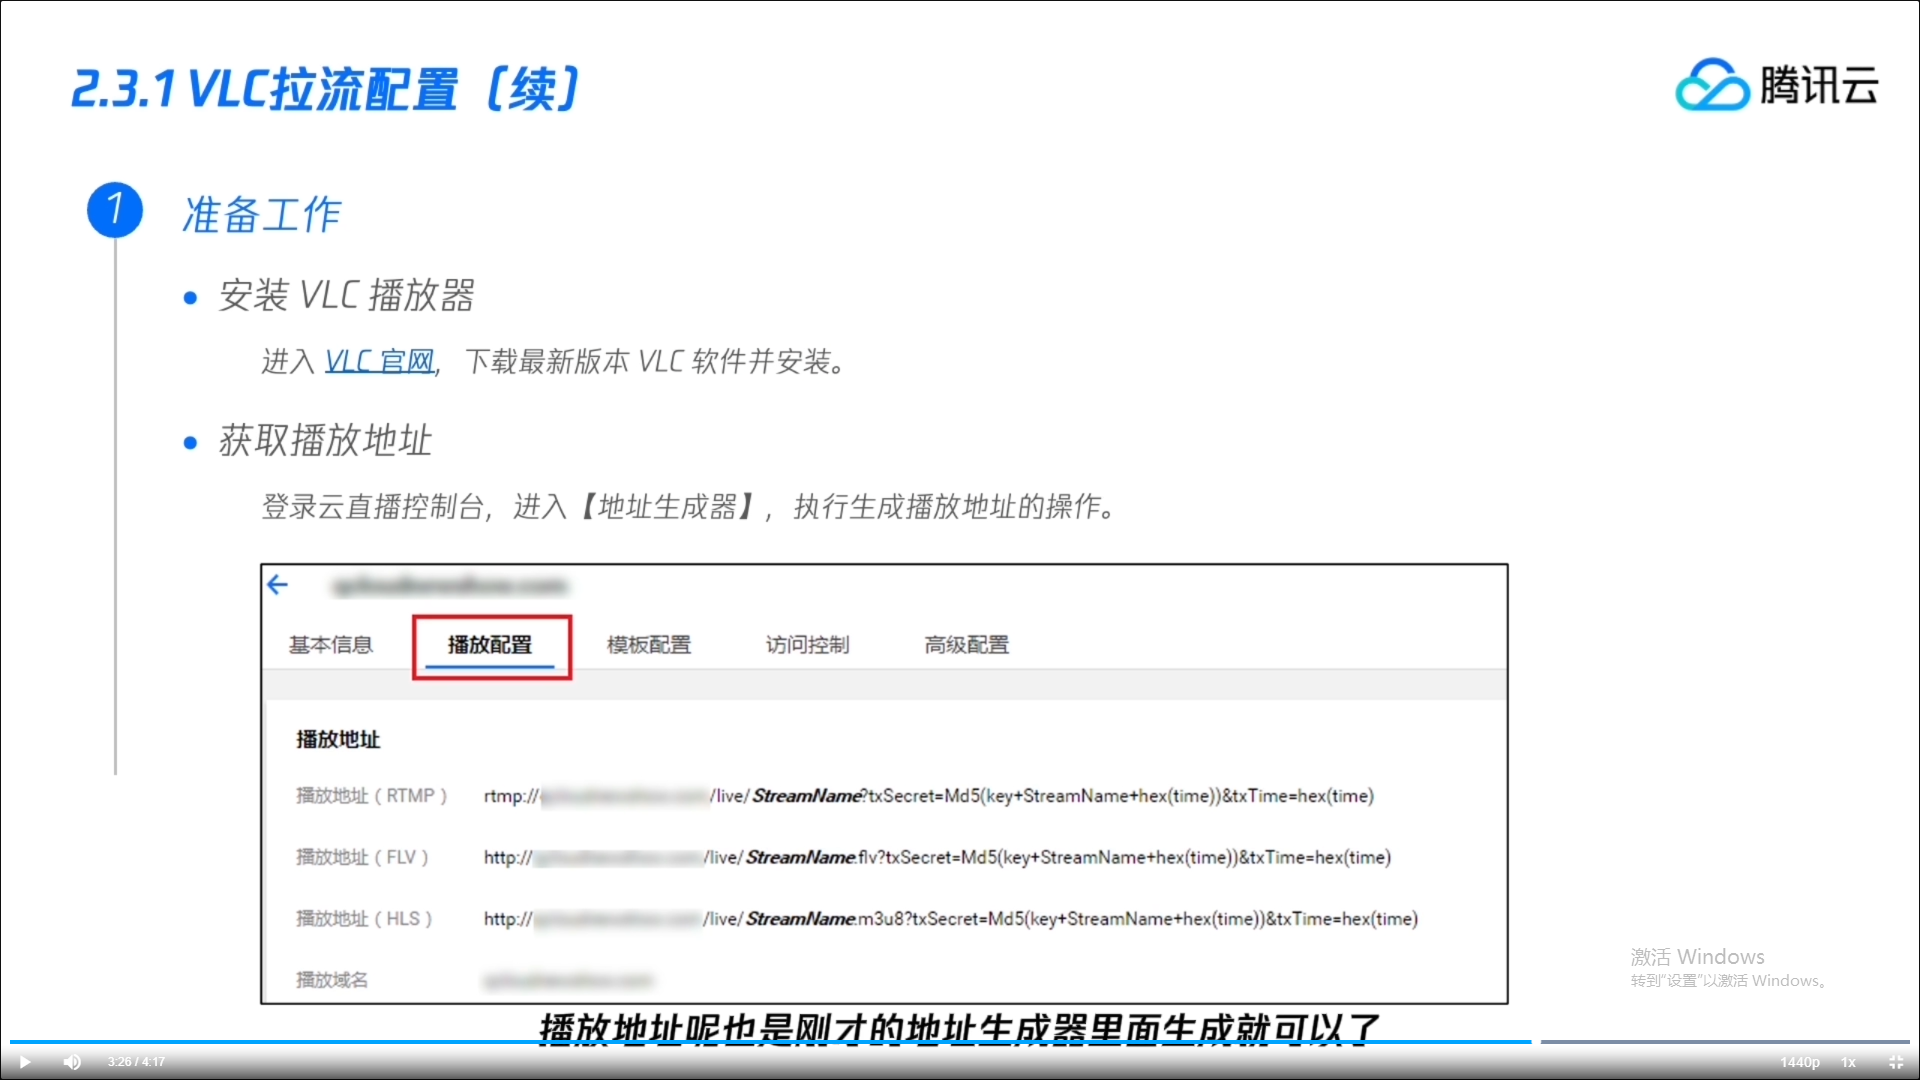 2.3.1 VLC拉流配置（续）
腾讯云
1
准备工作
安装 VLC 播放器
进入 VLC 官网，下载最新版本 VLC 软件并安装。
获取播放地址
登录云直播控制台，进入【地址生成器】，执行生成播放地址的操作。
基本信息 播放配置 模板配置 访问控制 高级配置
播放地址
播放地址（RTMP） rtmp:// /live/StreamName?txSecret=Md5(key+StreamName+hex(time))&txTime=hex(time)
播放地址（FLV） http:// /live/StreamName.flv?txSecret=Md5(key+StreamName+hex(time))&txTime=hex(time)
播放地址（HLS） http:// /live/StreamName.m3u8?txSecret=Md5(key+StreamName+hex(time))&txTime=hex(time)
播放域名
激活 Windows
转到"设置"以激活 Windows。
播放地址呢也是刚才的地址生成器里面生成就可以了
3:26 / 4:17
1440p 1x